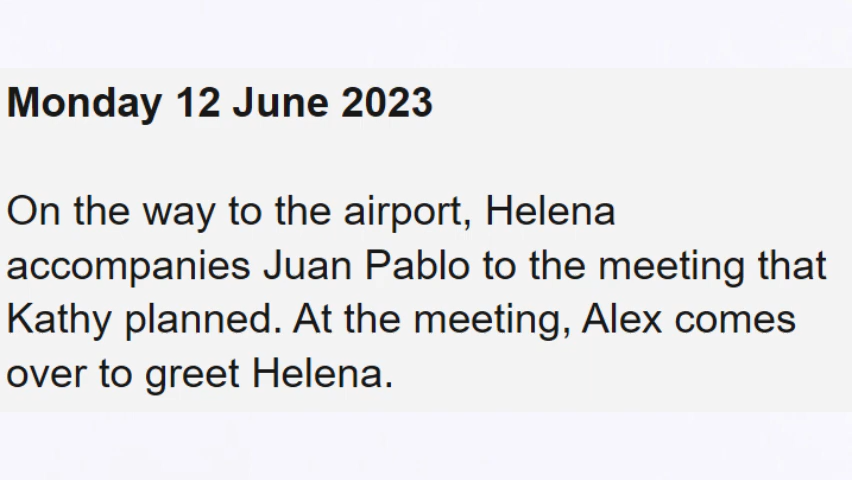 Monday 12 June 2023
On the way to the airport, Helena
accompanies Juan Pablo to the meeting that
Kathy planned. At the meeting, Alex comes
over to greet Helena.